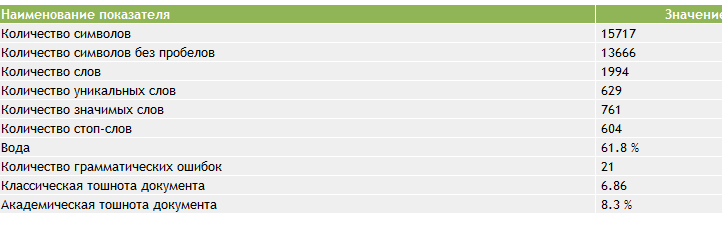 Наименование показателя Значение
Количество символов 15717
Количество символов без пробелов 13666
Количество слов 1994
Количество уникальных слов 629
Количество значимых слов 761
Количество стоп-слов 604
Вода 61.8 %
Количество грамматических ошибок 21
Классическая тошнота документа 6.86
Академическая тошнота документа 8.3 %